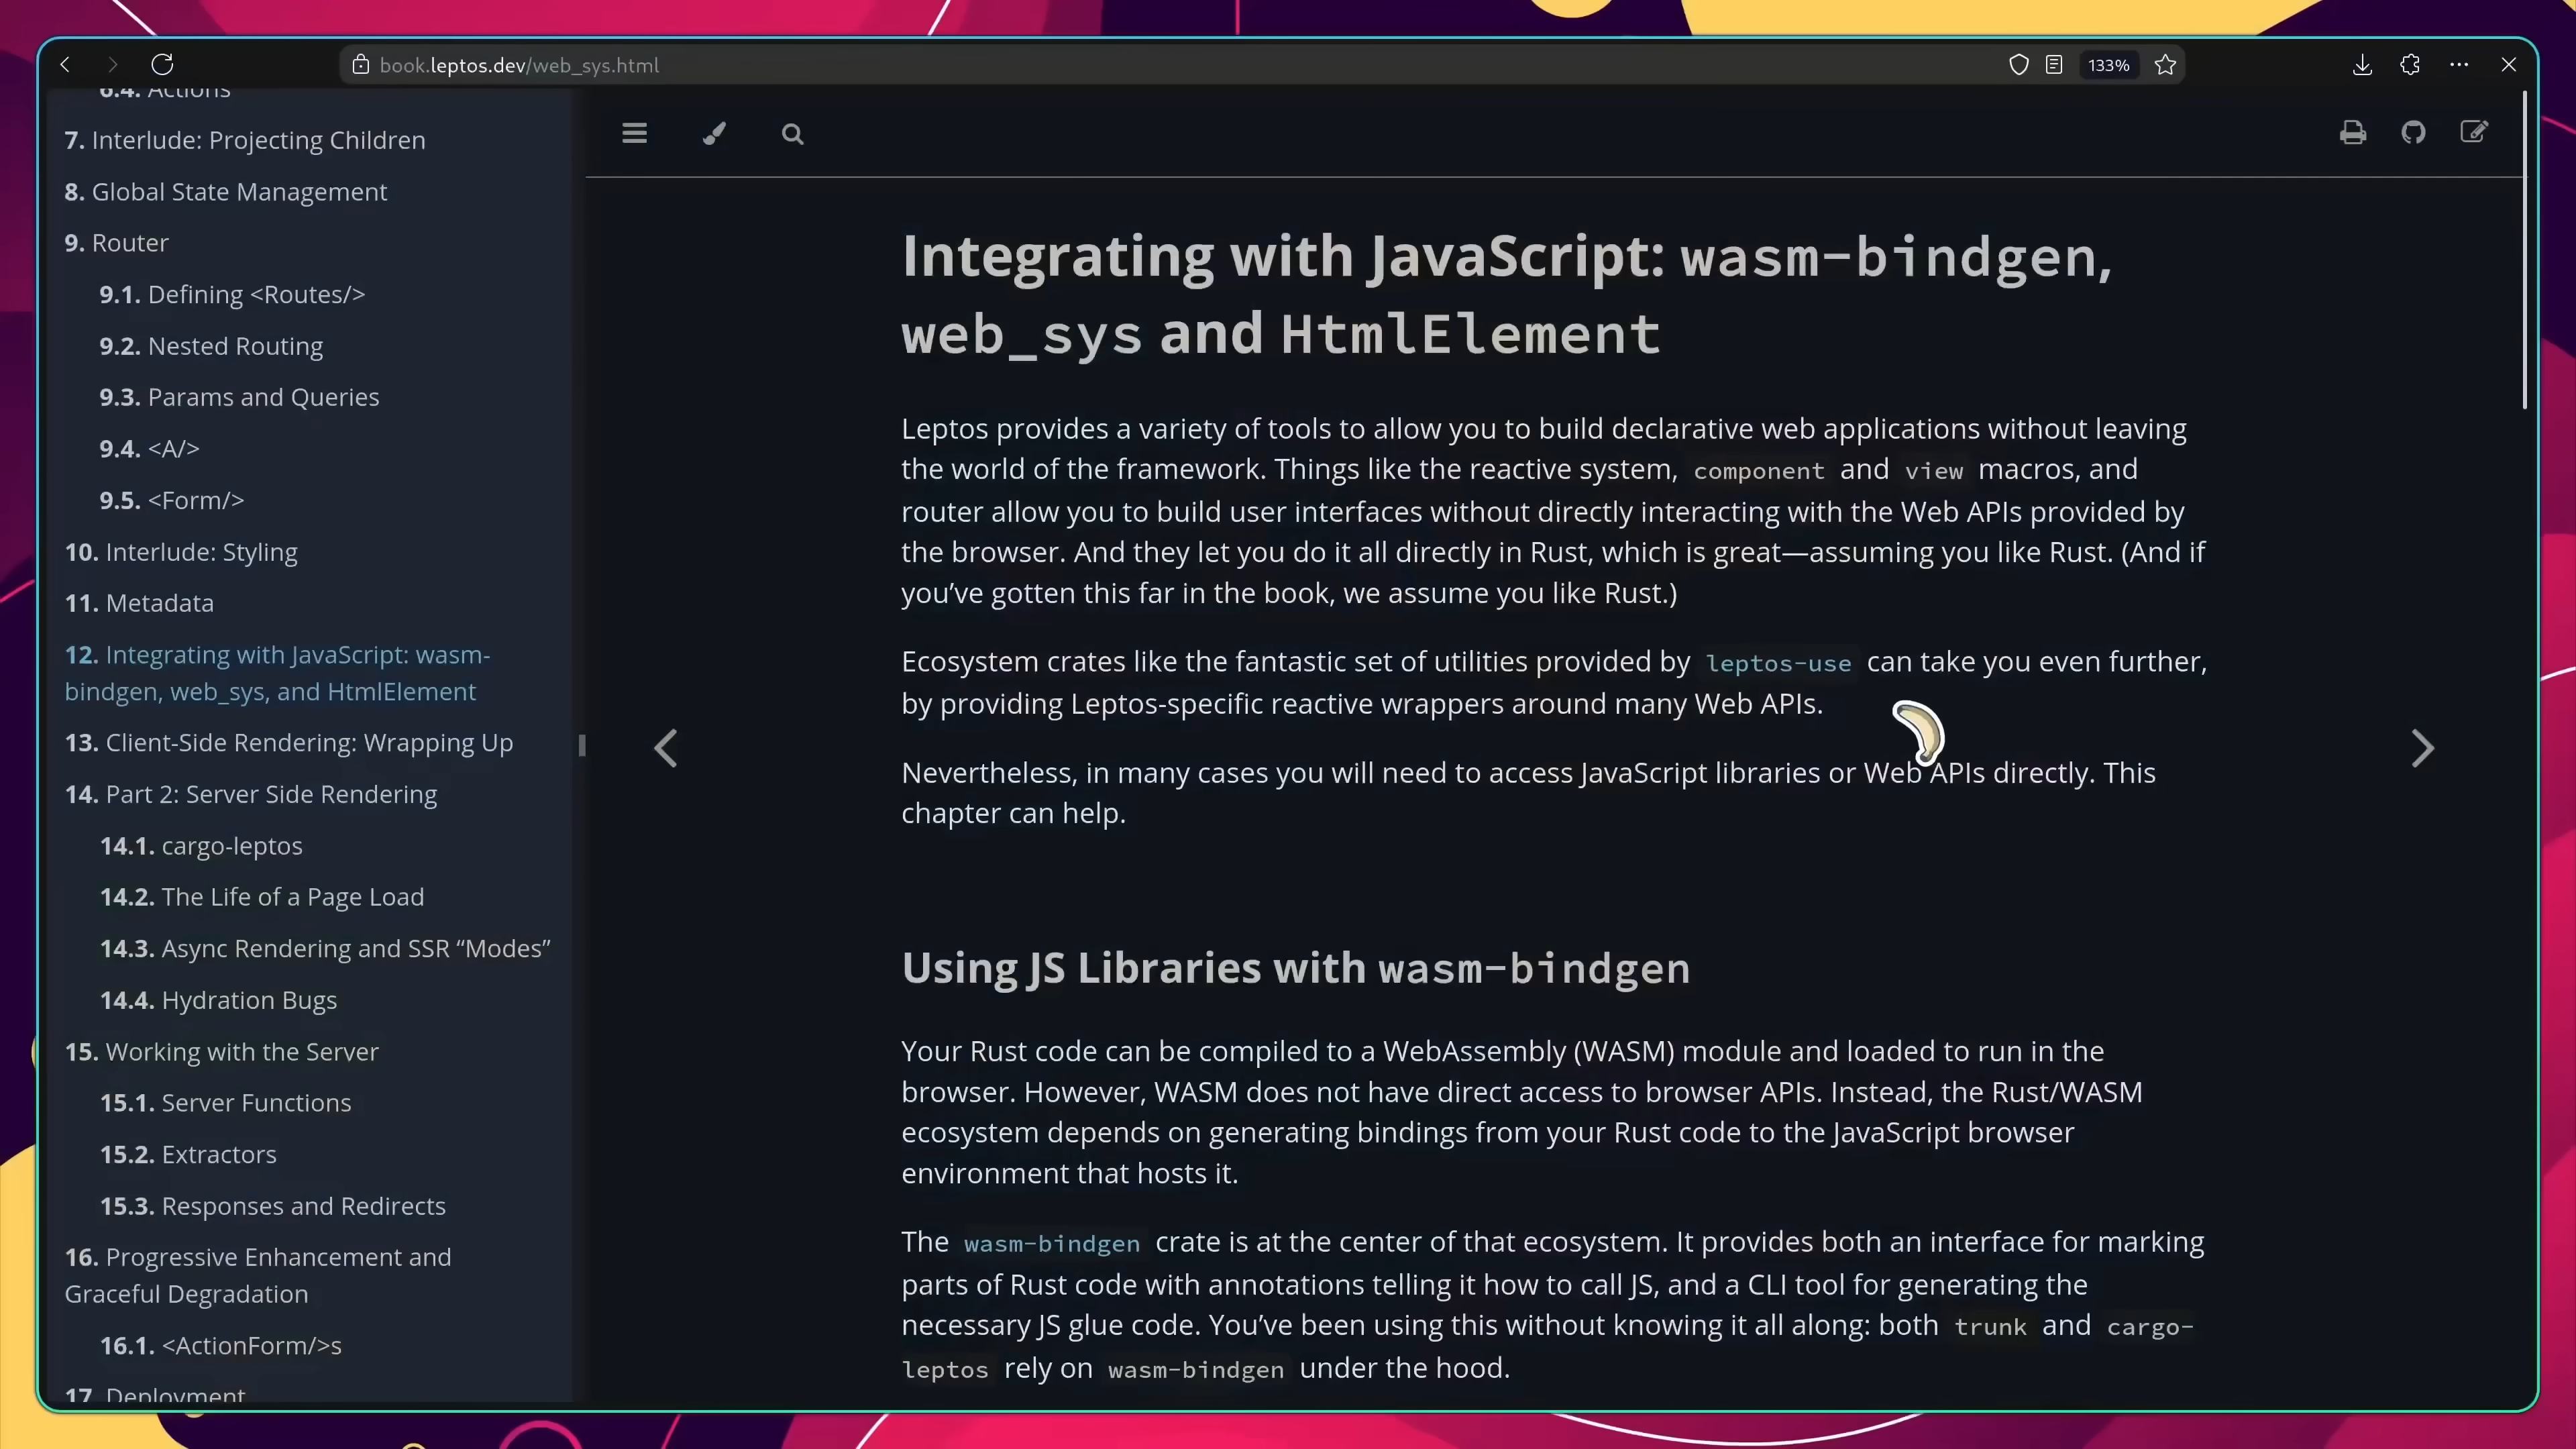 book.leptos.dev/web_sys.html
133%
6.4. Actions
7. Interlude: Projecting Children
8. Global State Management
9. Router
9.1. Defining <Routes/>
9.2. Nested Routing
9.3. Params and Queries
9.4. <A/>
9.5. <Form/>
10. Interlude: Styling
11. Metadata
12. Integrating with JavaScript: wasm-
bindgen, web_sys, and HtmlElement
13. Client-Side Rendering: Wrapping Up
14. Part 2: Server Side Rendering
14.1. cargo-leptos
14.2. The Life of a Page Load
14.3. Async Rendering and SSR “Modes”
14.4. Hydration Bugs
15. Working with the Server
15.1. Server Functions
15.2. Extractors
15.3. Responses and Redirects
16. Progressive Enhancement and
Graceful Degradation
16.1. <ActionForm/>s
17. Deployment
Integrating with JavaScript: wasm-bindgen,
web_sys and HtmlElement
Leptos provides a variety of tools to allow you to build declarative web applications without leaving
the world of the framework. Things like the reactive system, component and view macros, and
router allow you to build user interfaces without directly interacting with the Web APIs provided by
the browser. And they let you do it all directly in Rust, which is great—assuming you like Rust. (And if
you’ve gotten this far in the book, we assume you like Rust.)
Ecosystem crates like the fantastic set of utilities provided by leptos-use can take you even further,
by providing Leptos-specific reactive wrappers around many Web APIs.
Nevertheless, in many cases you will need to access JavaScript libraries or Web APIs directly. This
chapter can help.
Using JS Libraries with wasm-bindgen
Your Rust code can be compiled to a WebAssembly (WASM) module and loaded to run in the
browser. However, WASM does not have direct access to browser APIs. Instead, the Rust/WASM
ecosystem depends on generating bindings from your Rust code to the JavaScript browser
environment that hosts it.
The wasm-bindgen crate is at the center of that ecosystem. It provides both an interface for marking
parts of Rust code with annotations telling it how to call JS, and a CLI tool for generating the
necessary JS glue code. You’ve been using this without knowing it all along: both trunk and cargo-
leptos rely on wasm-bindgen under the hood.